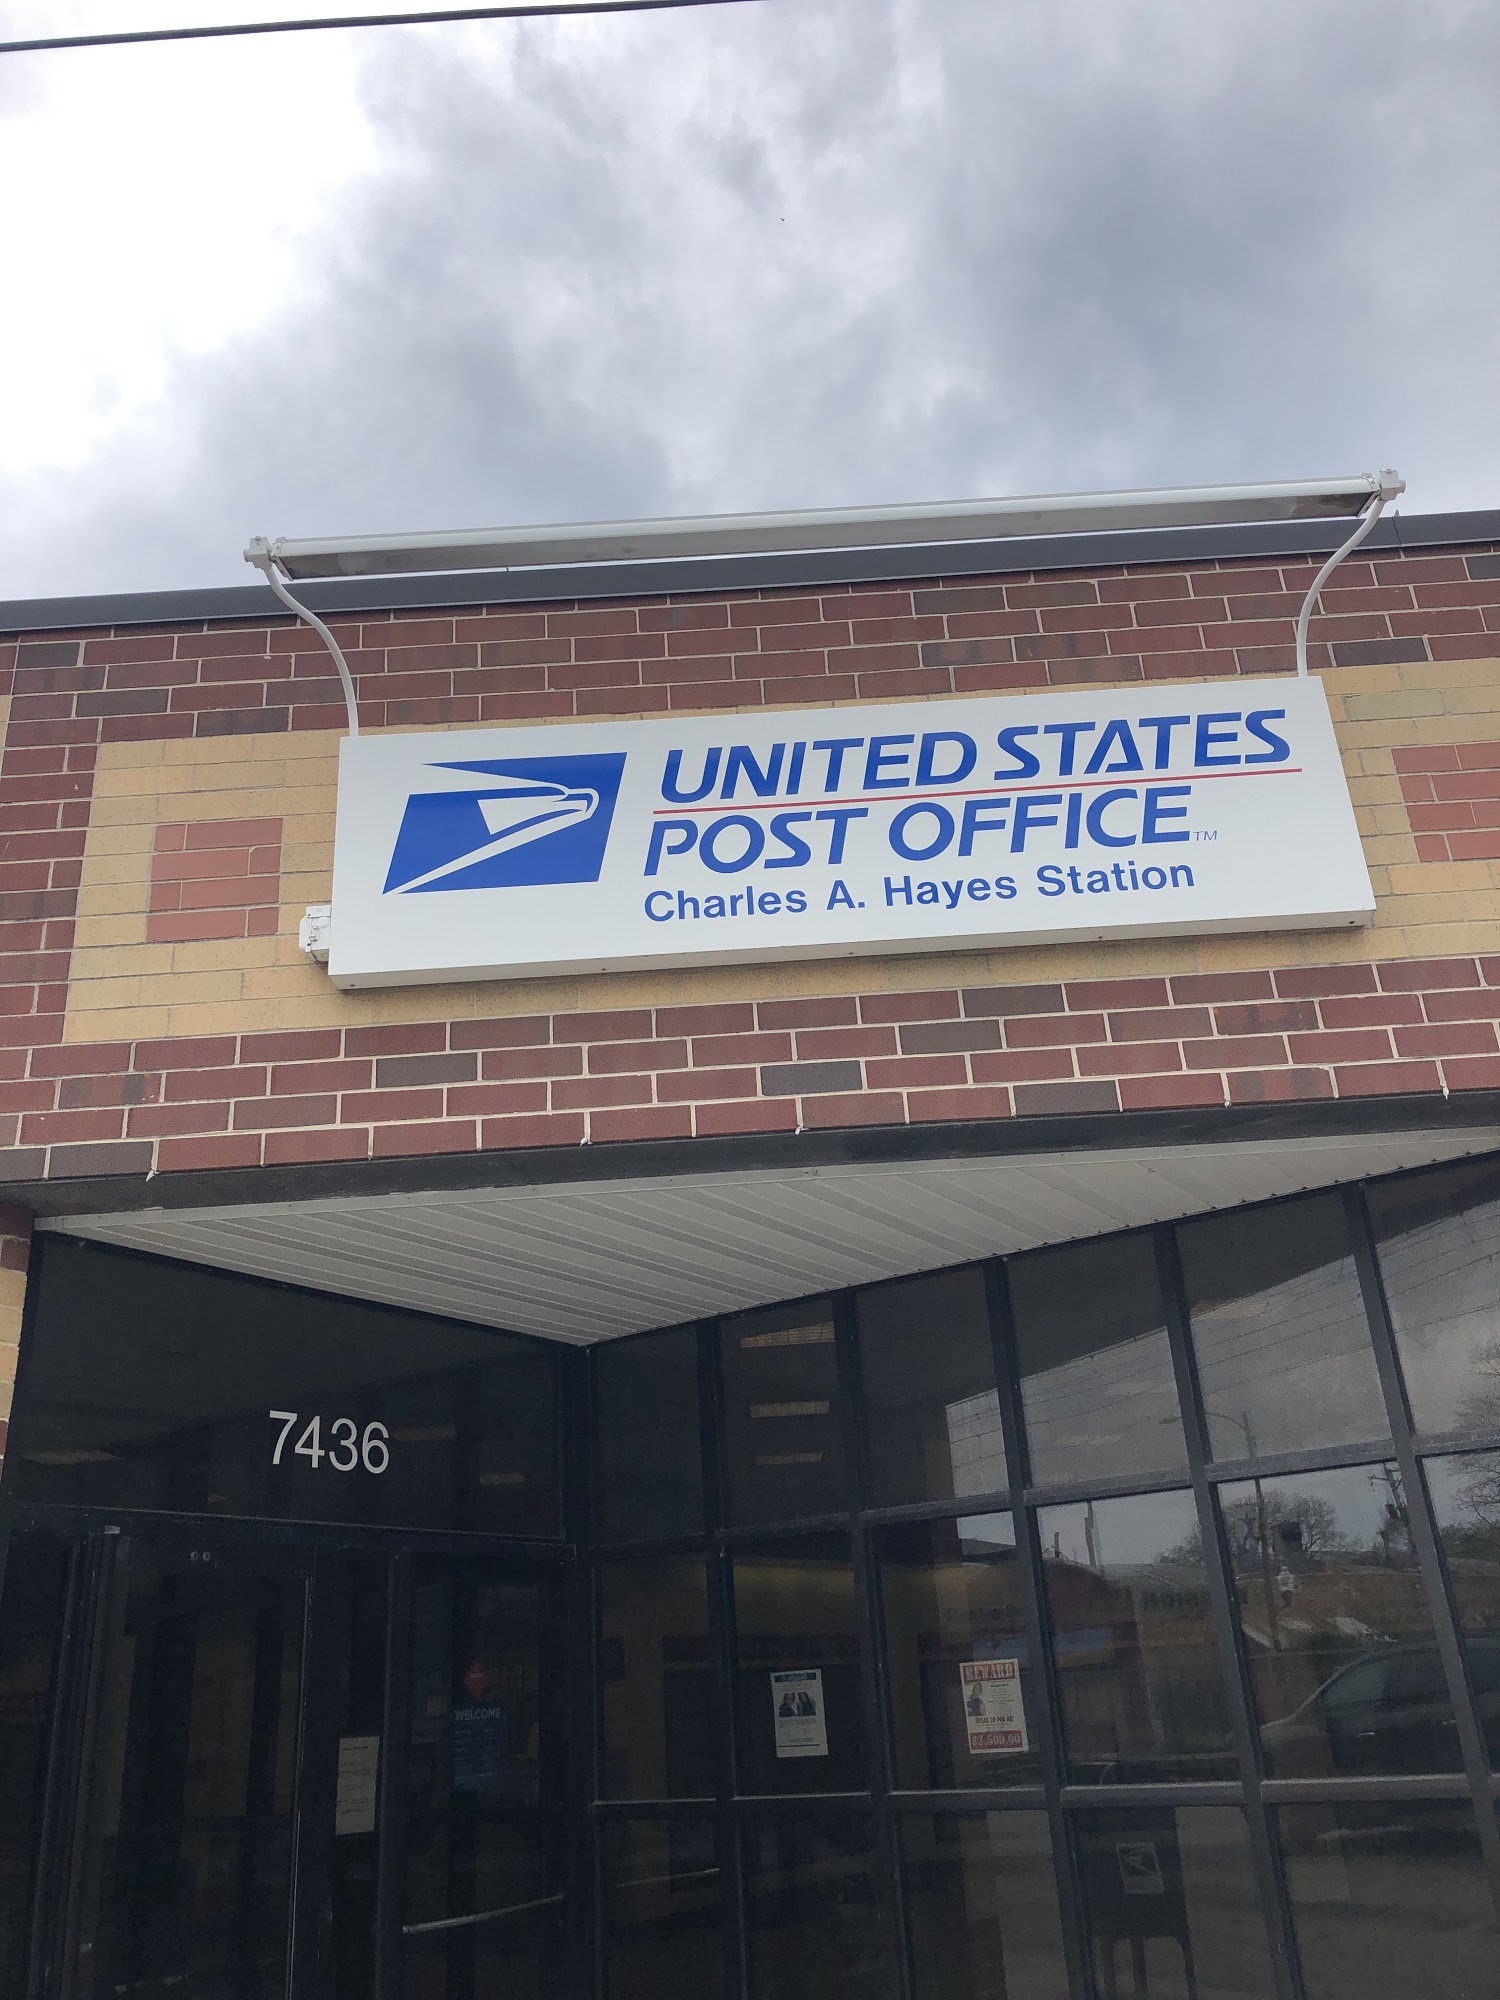 UNITED STATES
POST OFFICE™
Charles A. Hayes Station
7436
WELCOME
REWARD